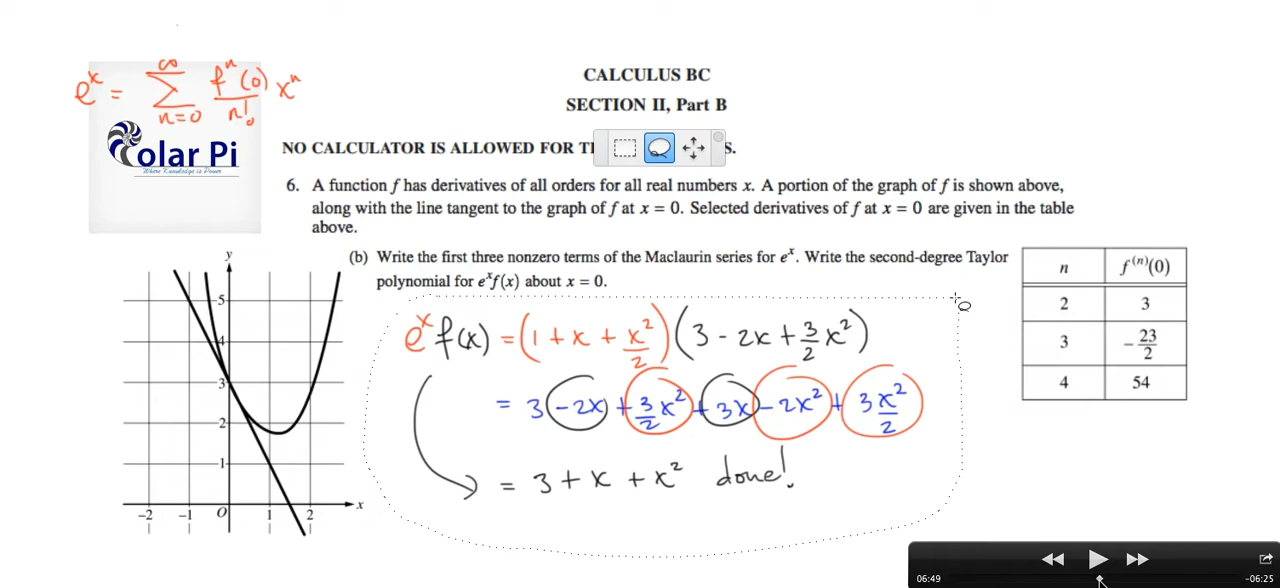 e^x = ∑_{n=0}^{∞} f^n(0)/n! x^n
Colar Pi
Where Knowledge is Power
CALCULUS BC
SECTION II, Part B
NO CALCULATOR IS ALLOWED FOR S.
6. A function f has derivatives of all orders for all real numbers x. A portion of the graph of f is shown above,
along with the line tangent to the graph of f at x = 0. Selected derivatives of f at x = 0 are given in the table
above.
(b) Write the first three nonzero terms of the Maclaurin series for e^x. Write the second-degree Taylor
polynomial for e^x f(x) about x = 0.
n f^(n)(0)
2 3
3 -23/2
4 54
e^x f(x) = (1 + x + x²/2)(3 - 2x + 3/2 x²)
= 3 - 2x + 3/2 x² + 3x - 2x² + 3x²/2
= 3 + x + x² done!
y
5
4
3
2
1
-2 -1 O 1 2 x
06:49 -06:25